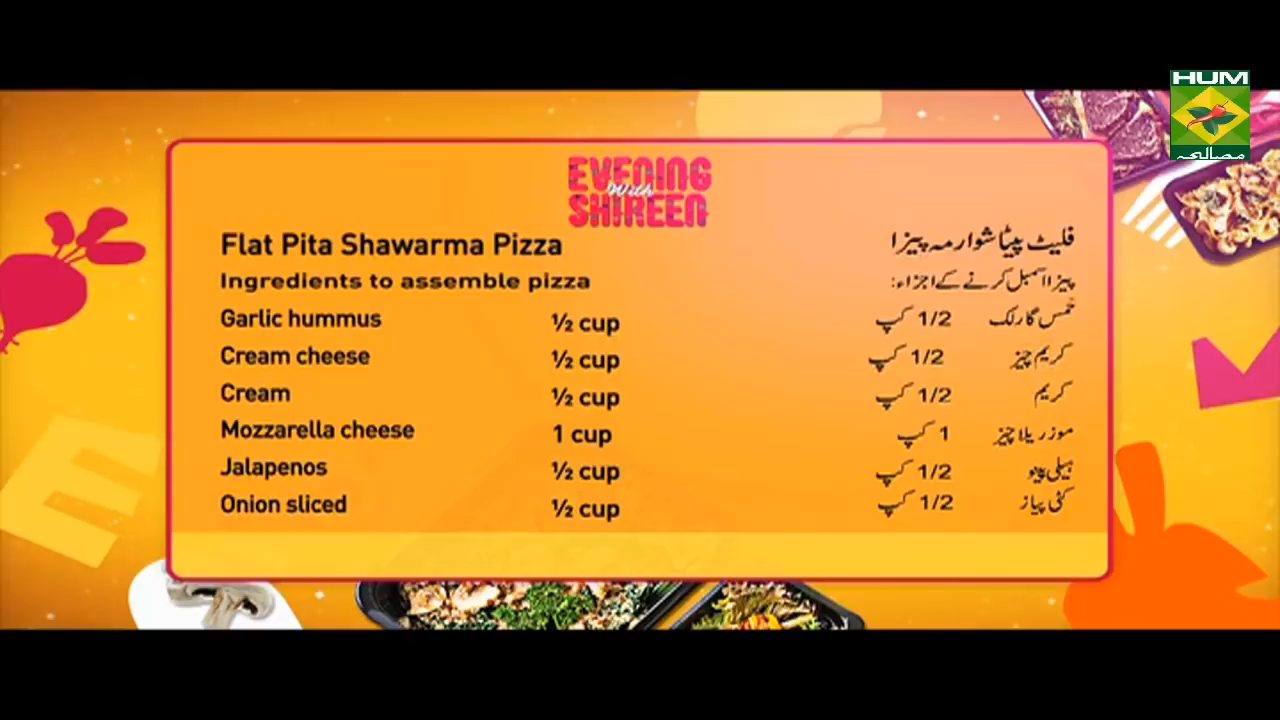 HUM
مصالحہ
EVENING
With
SHIREEN
Flat Pita Shawarma Pizza
فلیٹ پیٹا شوارمہ پیزا
Ingredients to assemble pizza
پیزا اسمبل کرنے کے اجزاء:
Garlic hummus ½ cup
حُمس گارلک 1/2 کپ
Cream cheese ½ cup
کریم چیز 1/2 کپ
Cream ½ cup
کریم 1/2 کپ
Mozzarella cheese 1 cup
موزریلا چیز 1 کپ
Jalapenos ½ cup
ہیلی پینو 1/2 کپ
Onion sliced ½ cup
کٹی پیاز 1/2 کپ